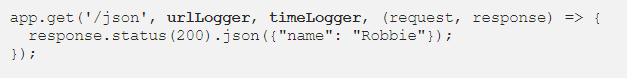 app.get('/json', urlLogger, timeLogger, (request, response) => {
  response.status(200).json({"name": "Robbie"});
});